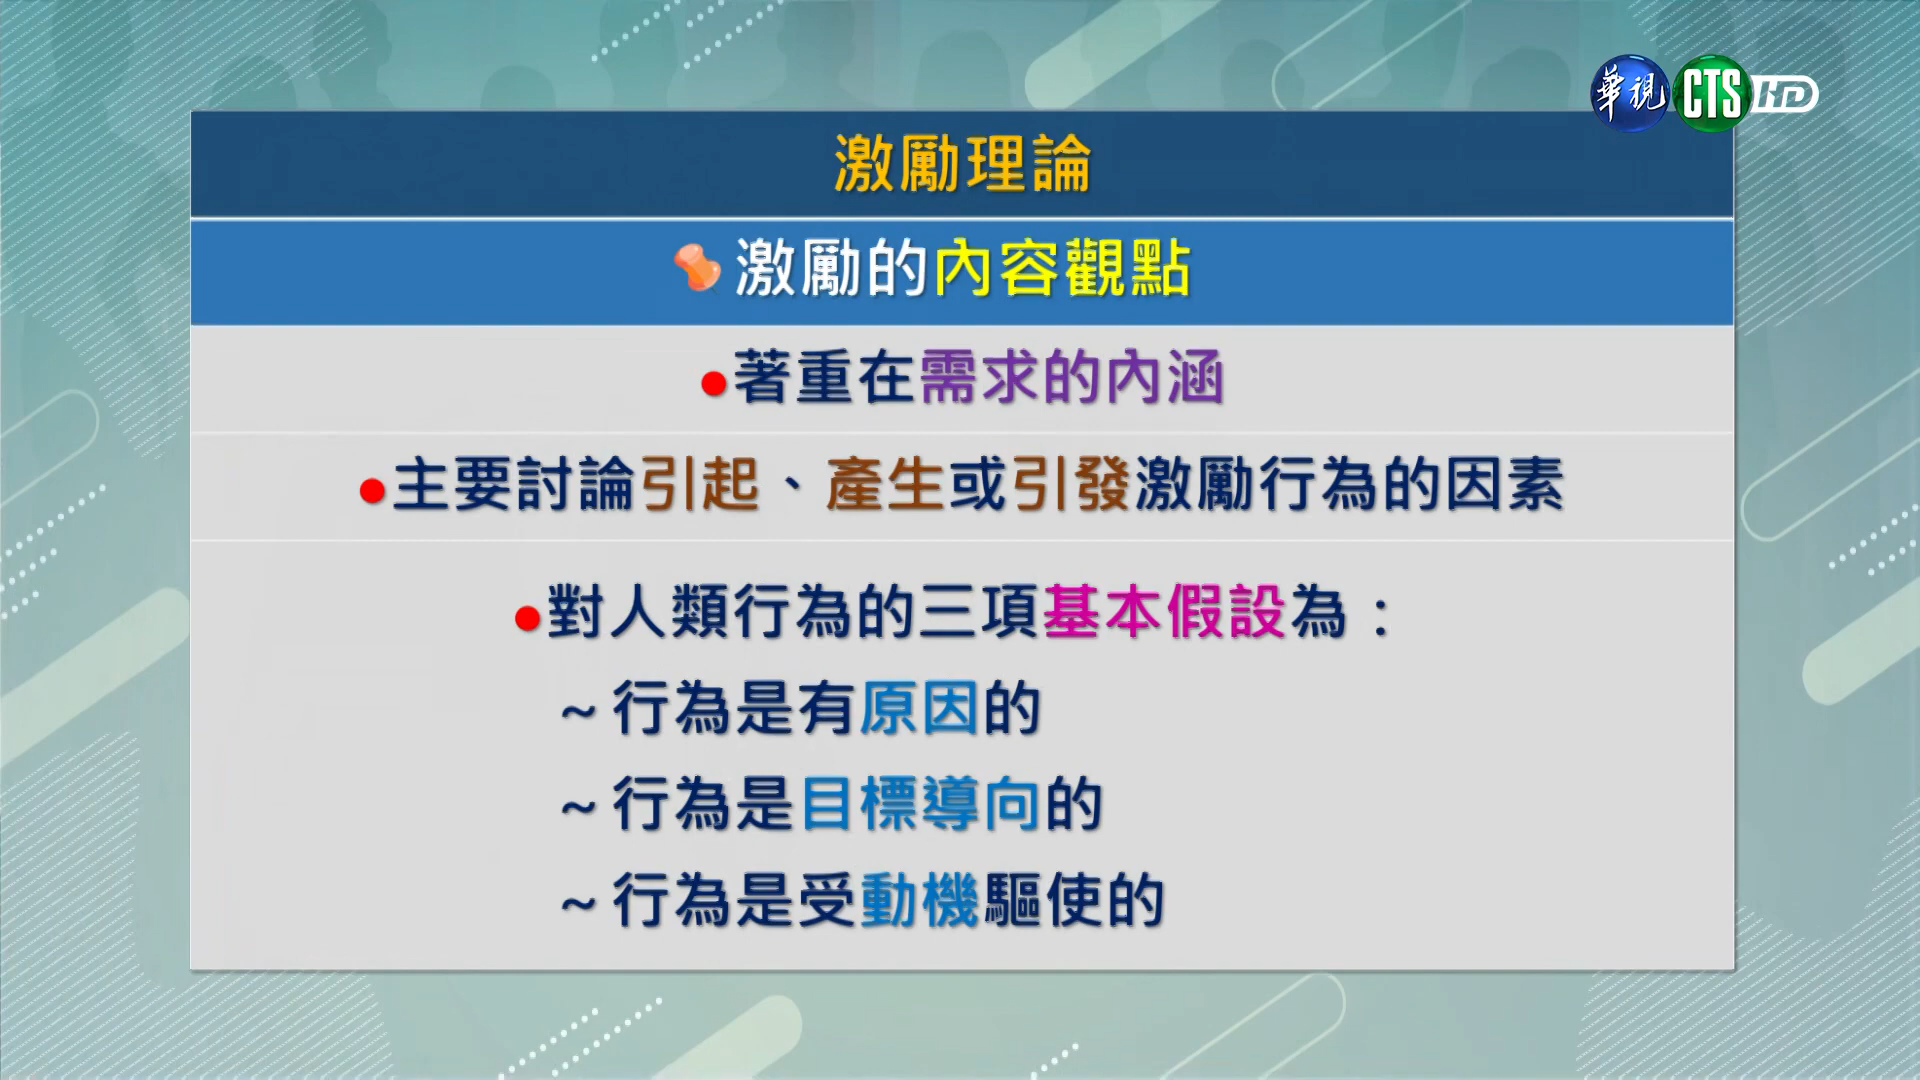 華視 CTS HD
激勵理論
激勵的內容觀點
●著重在需求的內涵
●主要討論引起、產生或引發激勵行為的因素
●對人類行為的三項基本假設為：
~行為是有原因的
~行為是目標導向的
~行為是受動機驅使的